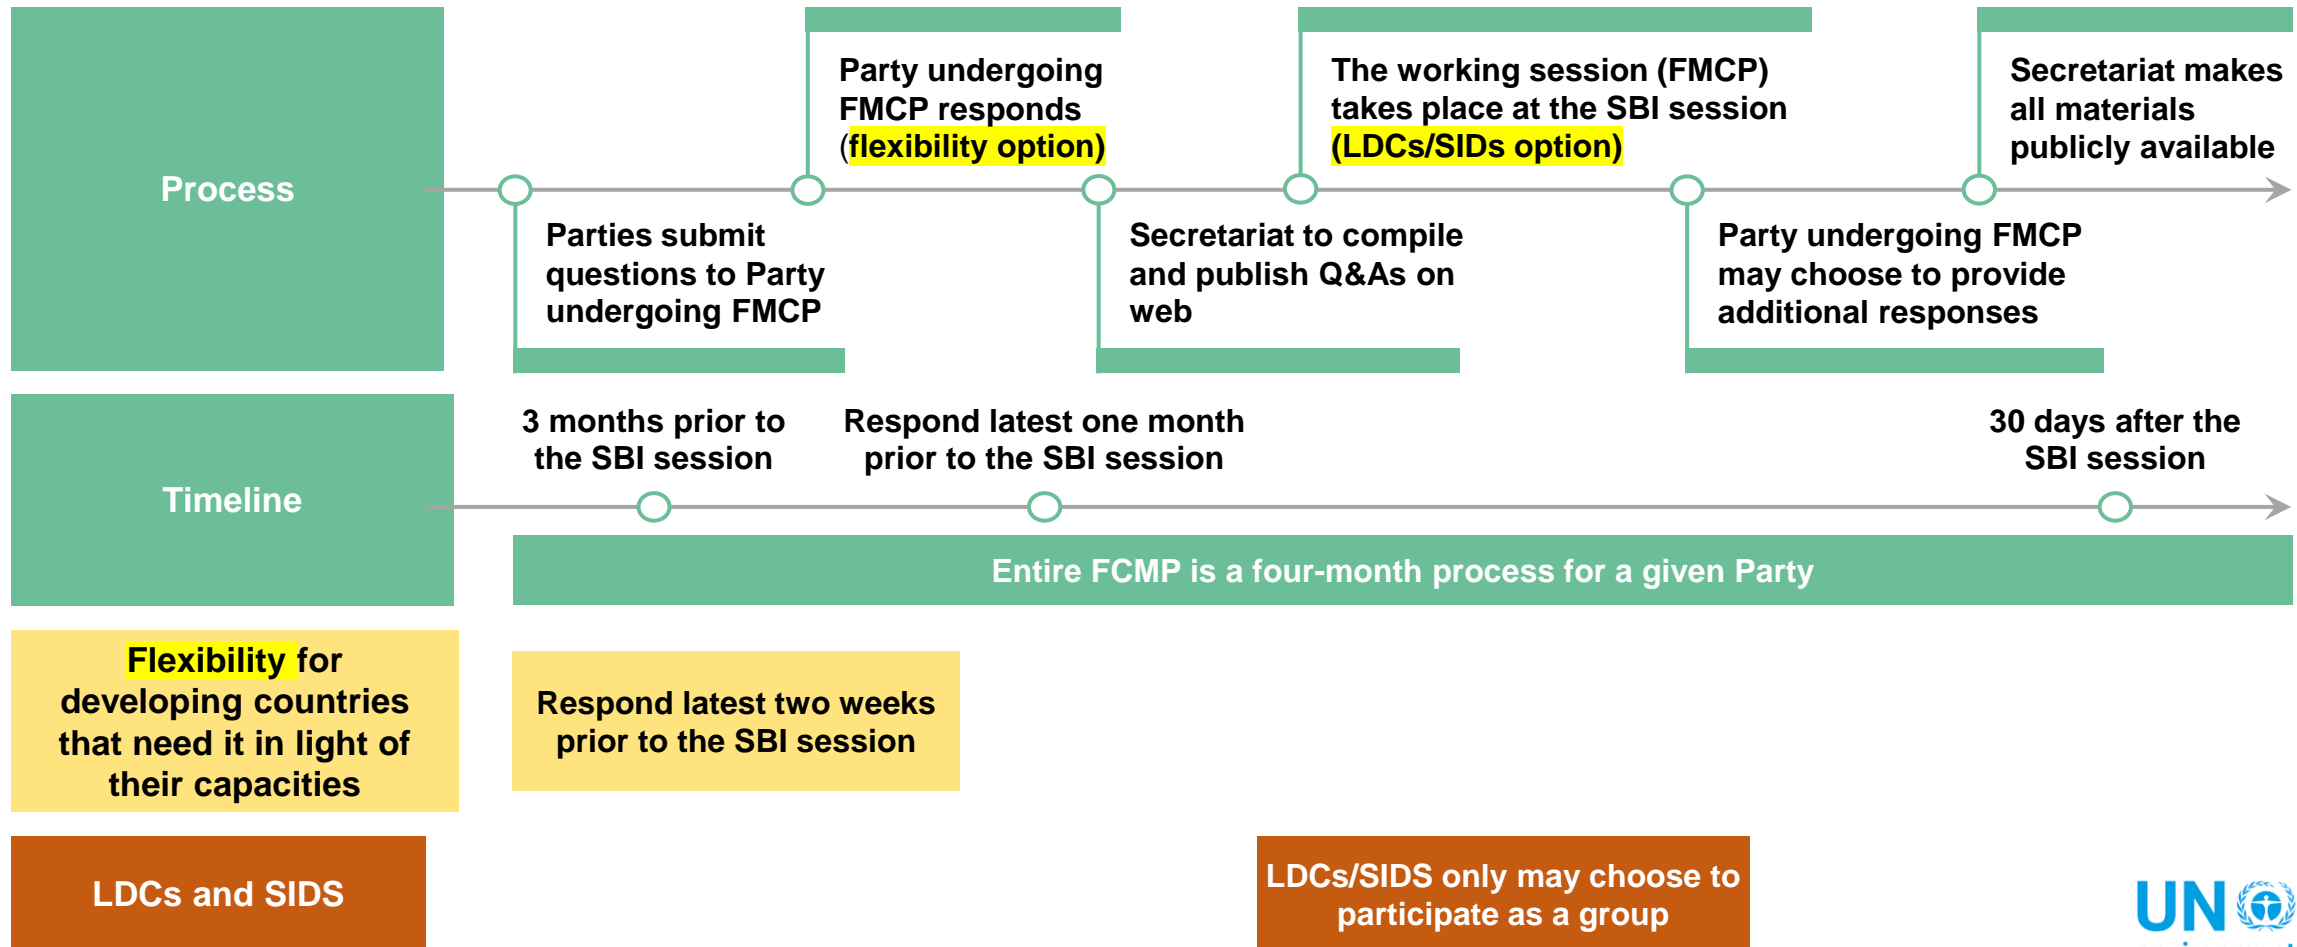 Process
Party undergoing
FMCP responds
(flexibility option)
The working session (FMCP)
takes place at the SBI session
(LDCs/SIDs option)
Secretariat makes
all materials
publicly available
Parties submit
questions to Party
undergoing FMCP
Secretariat to compile
and publish Q&As on
web
Party undergoing FMCP
may choose to provide
additional responses
Timeline
3 months prior to
the SBI session
Respond latest one month
prior to the SBI session
30 days after the
SBI session
Entire FCMP is a four-month process for a given Party
Flexibility for
developing countries
that need it in light of
their capacities
Respond latest two weeks
prior to the SBI session
LDCs and SIDS
LDCs/SIDS only may choose to
participate as a group
UN